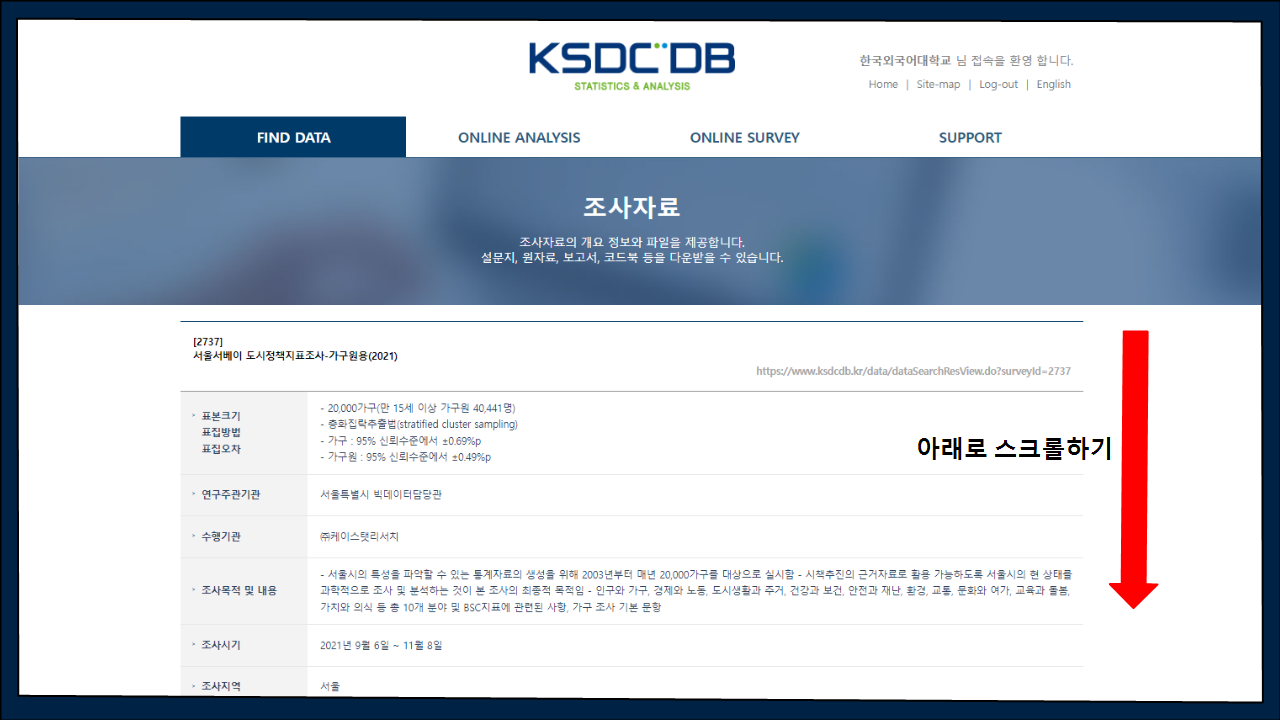 KSDC DB
STATISTICS & ANALYSIS
한국외국어대학교 님 접속을 환영 합니다.
Home | Site-map | Log-out | English
FIND DATA ONLINE ANALYSIS ONLINE SURVEY SUPPORT
조사자료
조사자료의 개요 정보와 파일을 제공합니다.
설문지, 원자료, 보고서, 코드북 등을 다운받을 수 있습니다.
[2737]
서울서베이 도시정책지표조사-가구원용(2021)
https://www.ksdcdb.kr/data/dataSearchResView.do?surveyId=2737
표본크기
표집방법
표집오차
- 20,000가구(만 15세 이상 가구원 40,441명)
- 층화집락추출법(stratified cluster sampling)
- 가구 : 95% 신뢰수준에서 ±0.69%p
- 가구원 : 95% 신뢰수준에서 ±0.49%p
아래로 스크롤하기
연구주관기관 서울특별시 빅데이터담당관
수행기관 ㈜케이스탯리서치
조사목적 및 내용
- 서울시의 특성을 파악할 수 있는 통계자료의 생성을 위해 2003년부터 매년 20,000가구를 대상으로 실시함 - 시책추진의 근거자료로 활용 가능하도록 서울시의 현 상태를
과학적으로 조사 및 분석하는 것이 본 조사의 최종적 목적임 - 인구와 가구, 경제와 노동, 도시생활과 주거, 건강과 보건, 안전과 재난, 환경, 교통, 문화와 여가, 교육과 돌봄,
가치와 의식 등 총 10개 분야 및 BSC지표에 관련된 사항, 가구 조사 기본 문항
조사시기 2021년 9월 6일 ~ 11월 8일
조사지역 서울